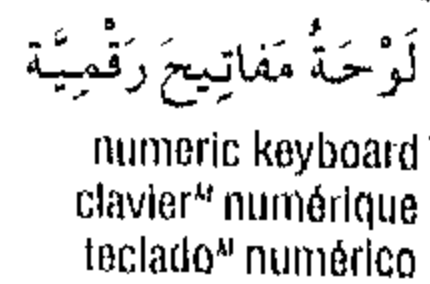 لَوْحَةُ مَفاتِيحَ رَقْمِيَّة
numeric keyboard
clavierᴹ numérique
tecladoᴹ numérico